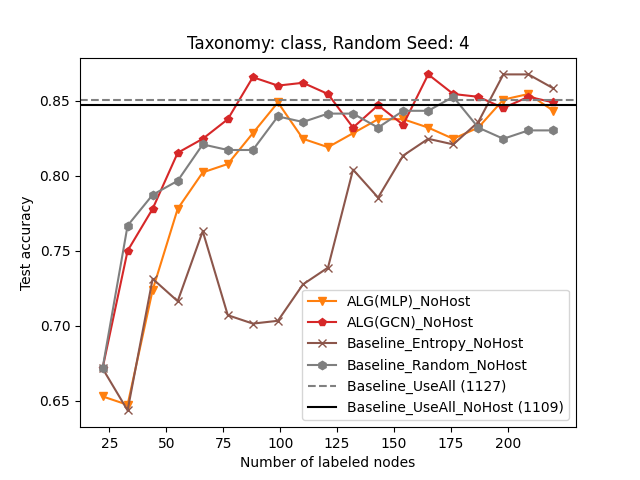 Taxonomy: class, Random Seed: 4
Test accuracy
0.85
0.80
0.75
0.70
0.65
ALG(MLP)_NoHost
ALG(GCN)_NoHost
Baseline_Entropy_NoHost
Baseline_Random_NoHost
Baseline_UseAll (1127)
Baseline_UseAll_NoHost (1109)
25 50 75 100 125 150 175 200
Number of labeled nodes